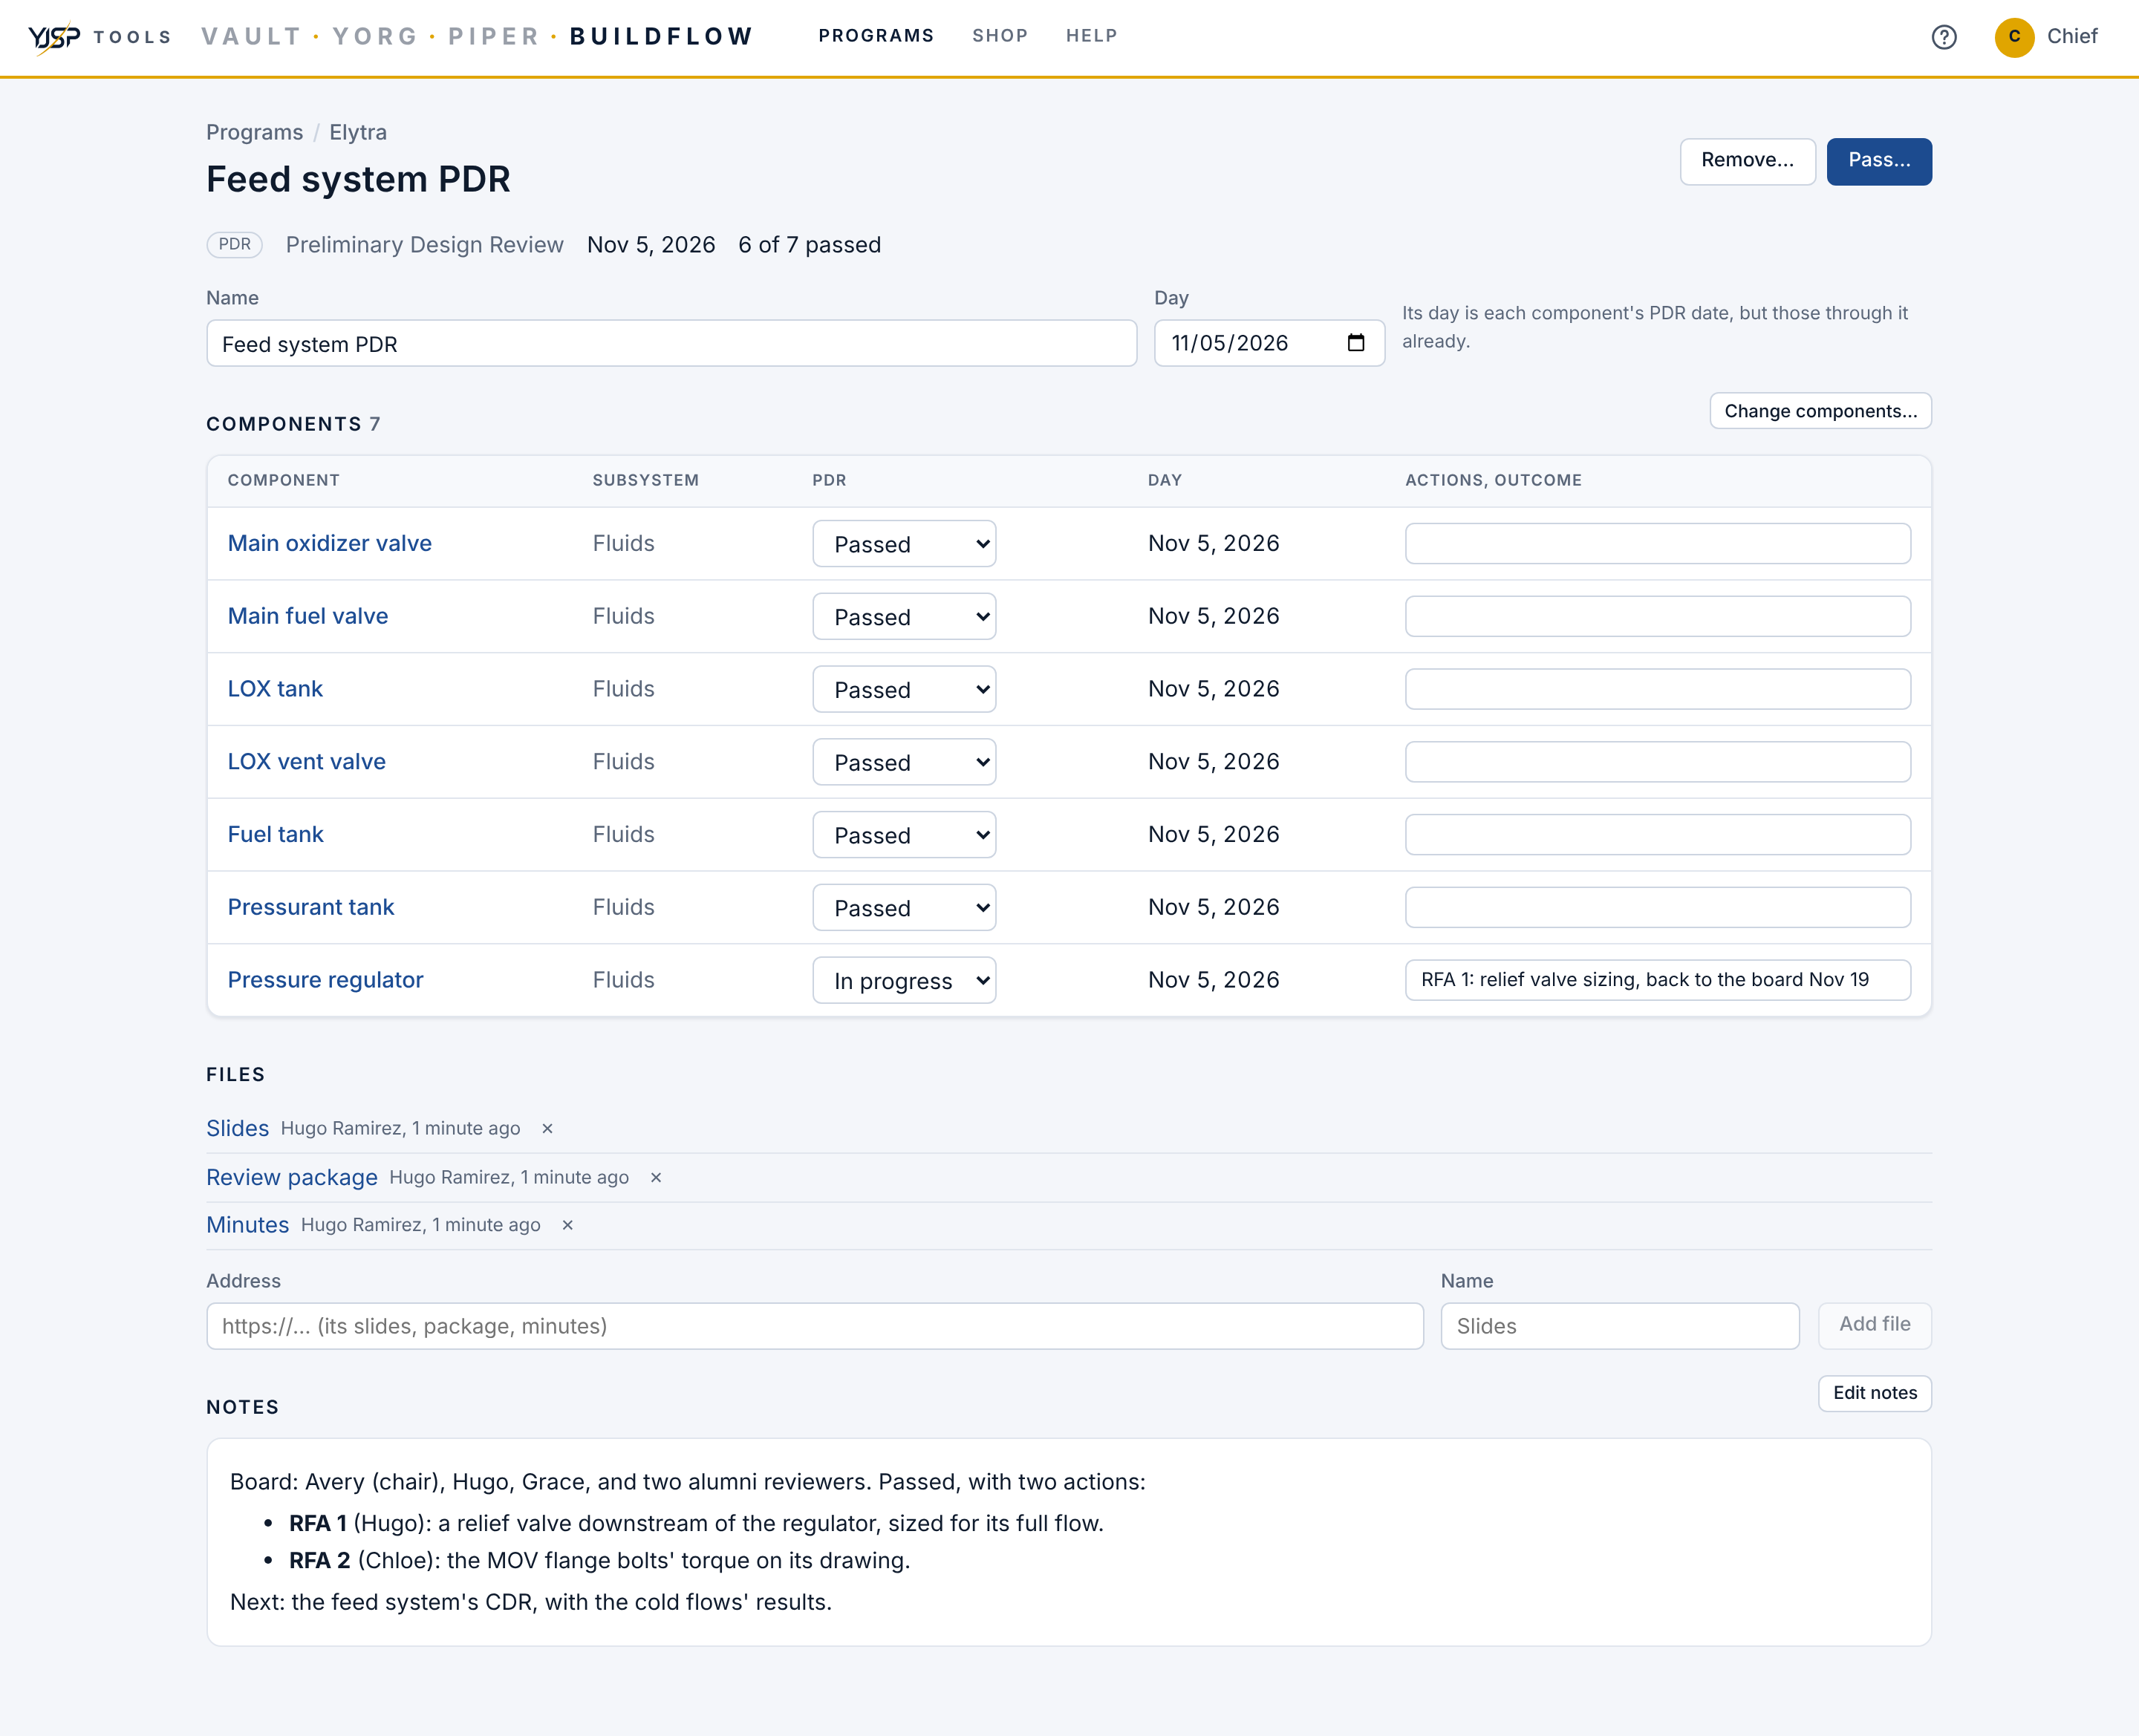 YJSP TOOLS VAULT · YORG · PIPER · BUILDFLOW PROGRAMS SHOP HELP ? C Chief
Programs / Elytra
Feed system PDR
Remove... Pass...
PDR Preliminary Design Review Nov 5, 2026 6 of 7 passed
Name Day
Feed system PDR 11/05/2026
Its day is each component's PDR date, but those through it
already.
COMPONENTS 7 Change components...
COMPONENT SUBSYSTEM PDR DAY ACTIONS, OUTCOME
Main oxidizer valve Fluids Passed Nov 5, 2026
Main fuel valve Fluids Passed Nov 5, 2026
LOX tank Fluids Passed Nov 5, 2026
LOX vent valve Fluids Passed Nov 5, 2026
Fuel tank Fluids Passed Nov 5, 2026
Pressurant tank Fluids Passed Nov 5, 2026
Pressure regulator Fluids In progress Nov 5, 2026 RFA 1: relief valve sizing, back to the board Nov 19
FILES
Slides Hugo Ramirez, 1 minute ago ×
Review package Hugo Ramirez, 1 minute ago ×
Minutes Hugo Ramirez, 1 minute ago ×
Address Name
https://... (its slides, package, minutes) Slides Add file
NOTES Edit notes
Board: Avery (chair), Hugo, Grace, and two alumni reviewers. Passed, with two actions:
• RFA 1 (Hugo): a relief valve downstream of the regulator, sized for its full flow.
• RFA 2 (Chloe): the MOV flange bolts' torque on its drawing.
Next: the feed system's CDR, with the cold flows' results.